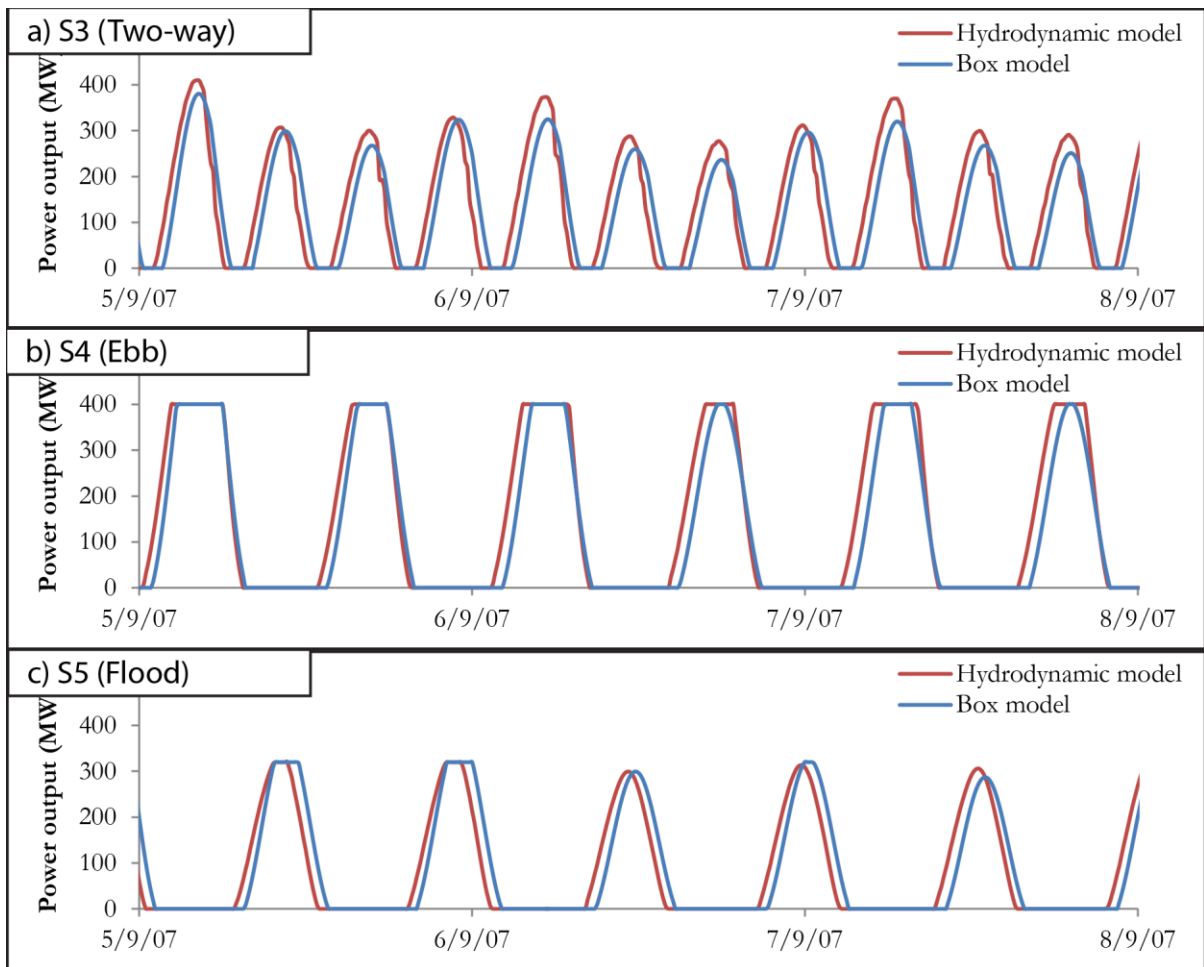 a) S3 (Two-way)
Hydrodynamic model
Box model
Power output (MW
400
300
200
100
0
5/9/07 6/9/07 7/9/07 8/9/07
b) S4 (Ebb)
Hydrodynamic model
Box model
Power output (MW
400
300
200
100
0
5/9/07 6/9/07 7/9/07 8/9/07
c) S5 (Flood)
Hydrodynamic model
Box model
Power output (MW
400
300
200
100
0
5/9/07 6/9/07 7/9/07 8/9/07